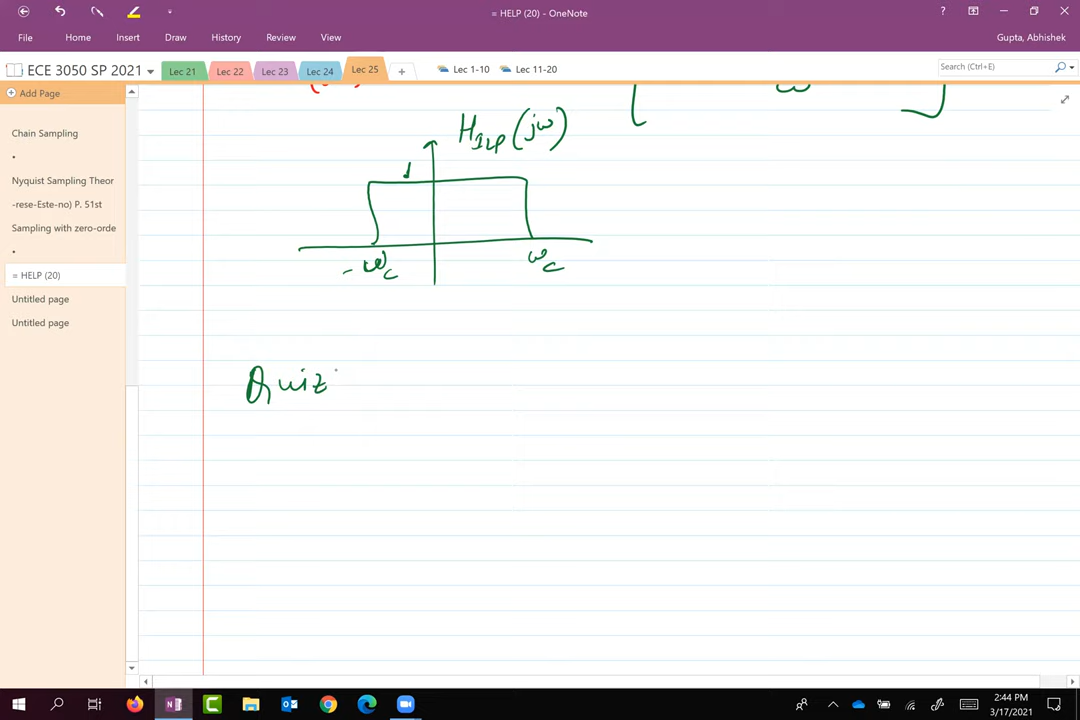 = HELP (20) - OneNote
?
File Home Insert Draw History Review View
Gupta, Abhishek
ECE 3050 SP 2021
Lec 21 Lec 22 Lec 23 Lec 24 Lec 25 + Lec 1-10 Lec 11-20
Search (Ctrl+E)
Add Page
Chain Sampling
•
Nyquist Sampling Theor
-rese-Este-no) P. 51st
Sampling with zero-orde
•
= HELP (20)
Untitled page
Untitled page
ω
H_ILP (jω)
1
- ω_c ω_c
Quiz
2:44 PM
3/17/2021